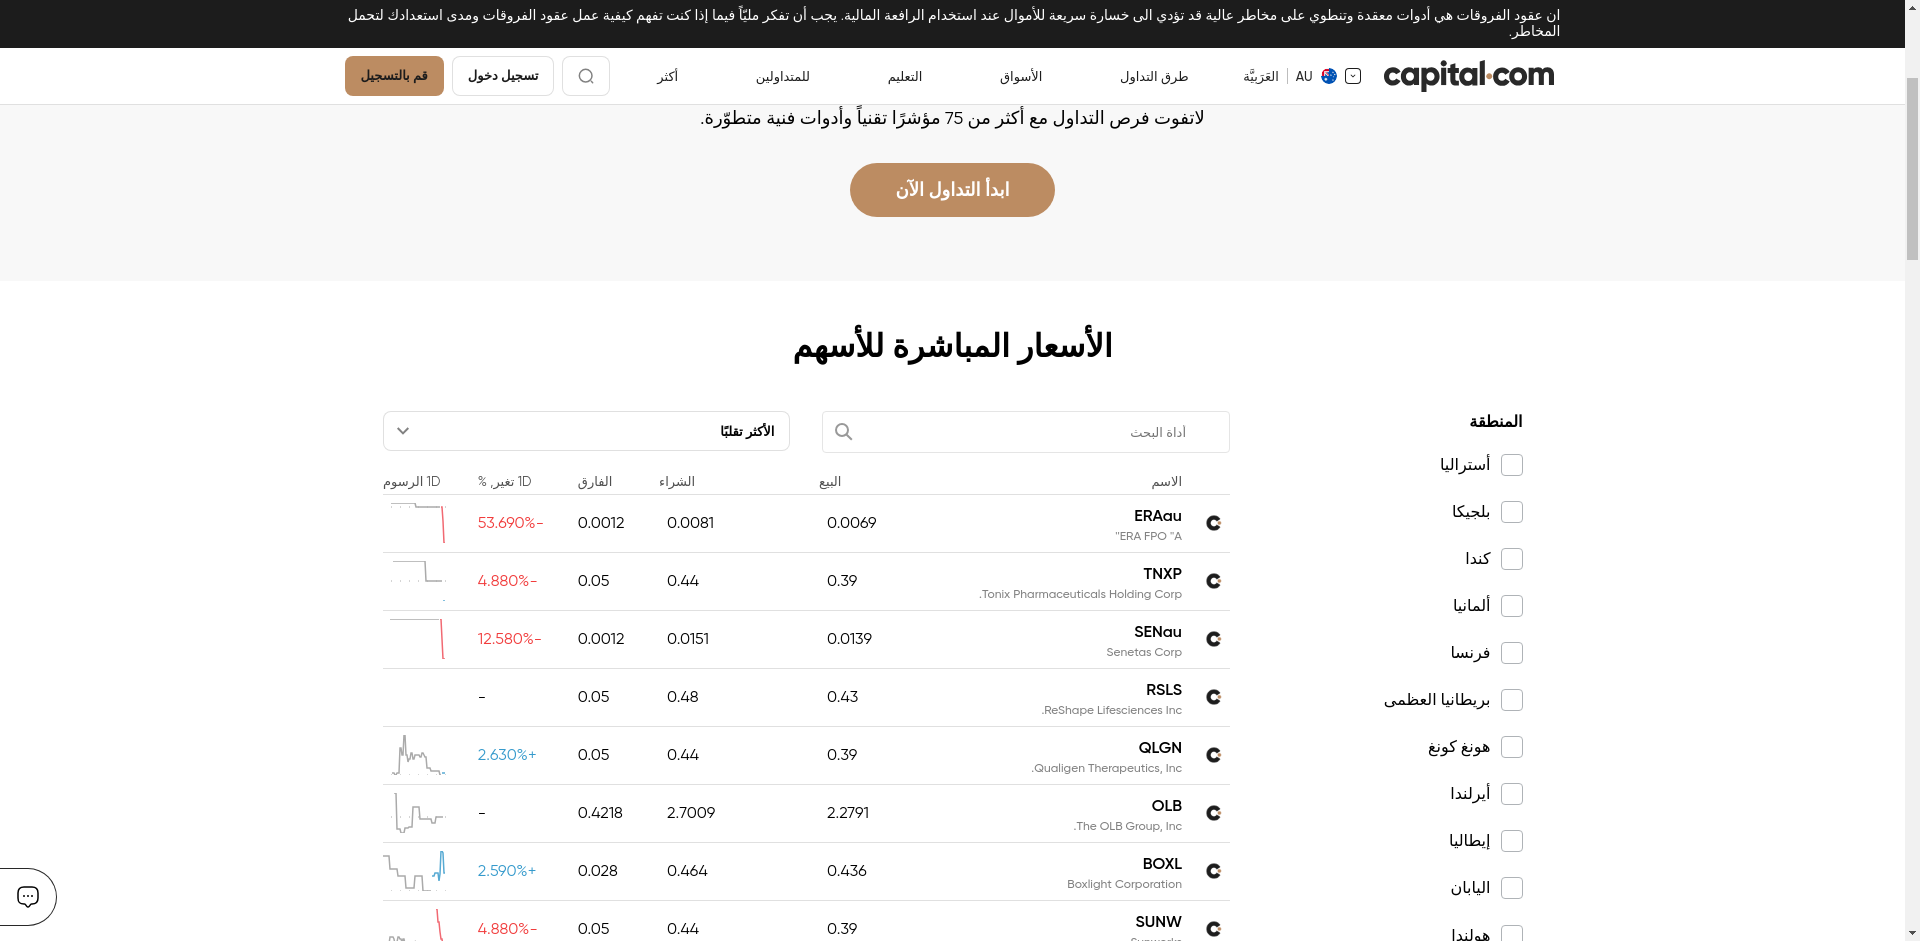 ان عقود الفروقات هي أدوات معقدة وتنطوي على مخاطر عالية قد تؤدي الى خسارة سريعة للأموال عند استخدام الرافعة المالية. يجب أن تفكر مليّاً فيما إذا كنت تفهم كيفية عمل عقود الفروقات ومدى استعدادك لتحمل
المخاطر.
capital.com
AU العَرَبِيَّة
طرق التداول
الأسواق
التعليم
للمتداولين
أكثر
تسجيل دخول
قم بالتسجيل
لاتفوت فرص التداول مع أكثر من 75 مؤشرًا تقنياً وأدوات فنية متطوّرة.
ابدأ التداول الآن
الأسعار المباشرة للأسهم
المنطقة
أستراليا
بلجيكا
كندا
ألمانيا
فرنسا
بريطانيا العظمى
هونغ كونغ
أيرلندا
إيطاليا
اليابان
هولندا
أداة البحث
الأكثر تقلبًا
الاسم البيع الشراء الفارق 1D تغير, % 1D الرسوم
ERAau 0.0069 0.0081 0.0012 53.690%-
"ERA FPO "A
TNXP 0.39 0.44 0.05 4.880%-
.Tonix Pharmaceuticals Holding Corp
SENau 0.0139 0.0151 0.0012 12.580%-
Senetas Corp
RSLS 0.43 0.48 0.05 -
.ReShape Lifesciences Inc
QLGN 0.39 0.44 0.05 2.630%+
.Qualigen Therapeutics, Inc
OLB 2.2791 2.7009 0.4218 -
.The OLB Group, Inc
BOXL 0.436 0.464 0.028 2.590%+
Boxlight Corporation
SUNW 0.39 0.44 0.05 4.880%-